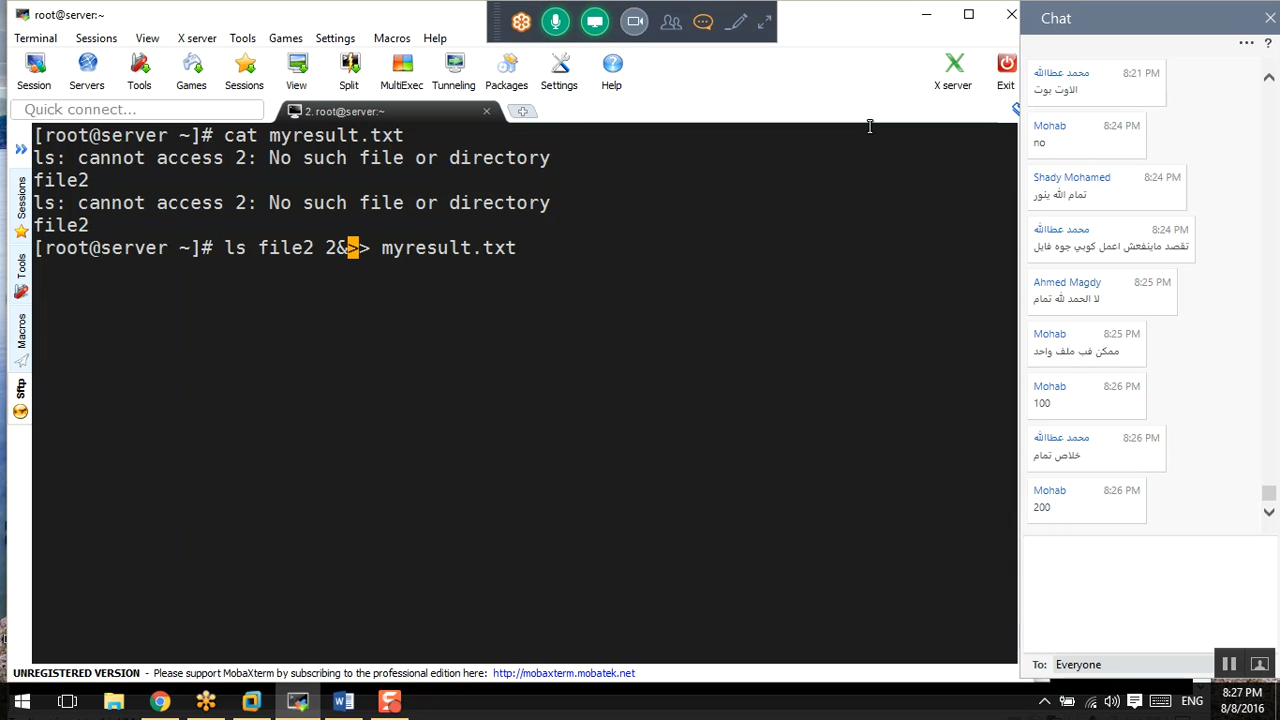 root@server:~
Terminal Sessions View X server Tools Games Settings Macros Help
Session Servers Tools Games Sessions View Split MultiExec Tunneling Packages Settings Help X server Exit
Quick connect...
2. root@server:~
[root@server ~]# cat myresult.txt
ls: cannot access 2: No such file or directory
file2
ls: cannot access 2: No such file or directory
file2
[root@server ~]# ls file2 2&>> myresult.txt
Sessions
Tools
Macros
Sftp
UNREGISTERED VERSION - Please support MobaXterm by subscribing to the professional edition here: http://mobaxterm.mobatek.net
Chat
محمد عطاالله 8:21 PM
الاوت بوت
Mohab 8:24 PM
no
Shady Mohamed 8:24 PM
تمام الله ينور
محمد عطاالله 8:24 PM
تقصد ماينفعش اعمل كوبي جوه فايل
Ahmed Magdy 8:25 PM
لا الحمد لله تمام
Mohab 8:25 PM
ممكن فب ملف واحد
Mohab 8:26 PM
100
محمد عطاالله 8:26 PM
خلاص تمام
Mohab 8:26 PM
200
To: Everyone
ENG
8:27 PM
8/8/2016